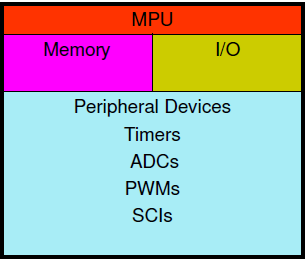 MPU
Memory
I/O
Peripheral Devices
Timers
ADCs
PWMs
SCIs